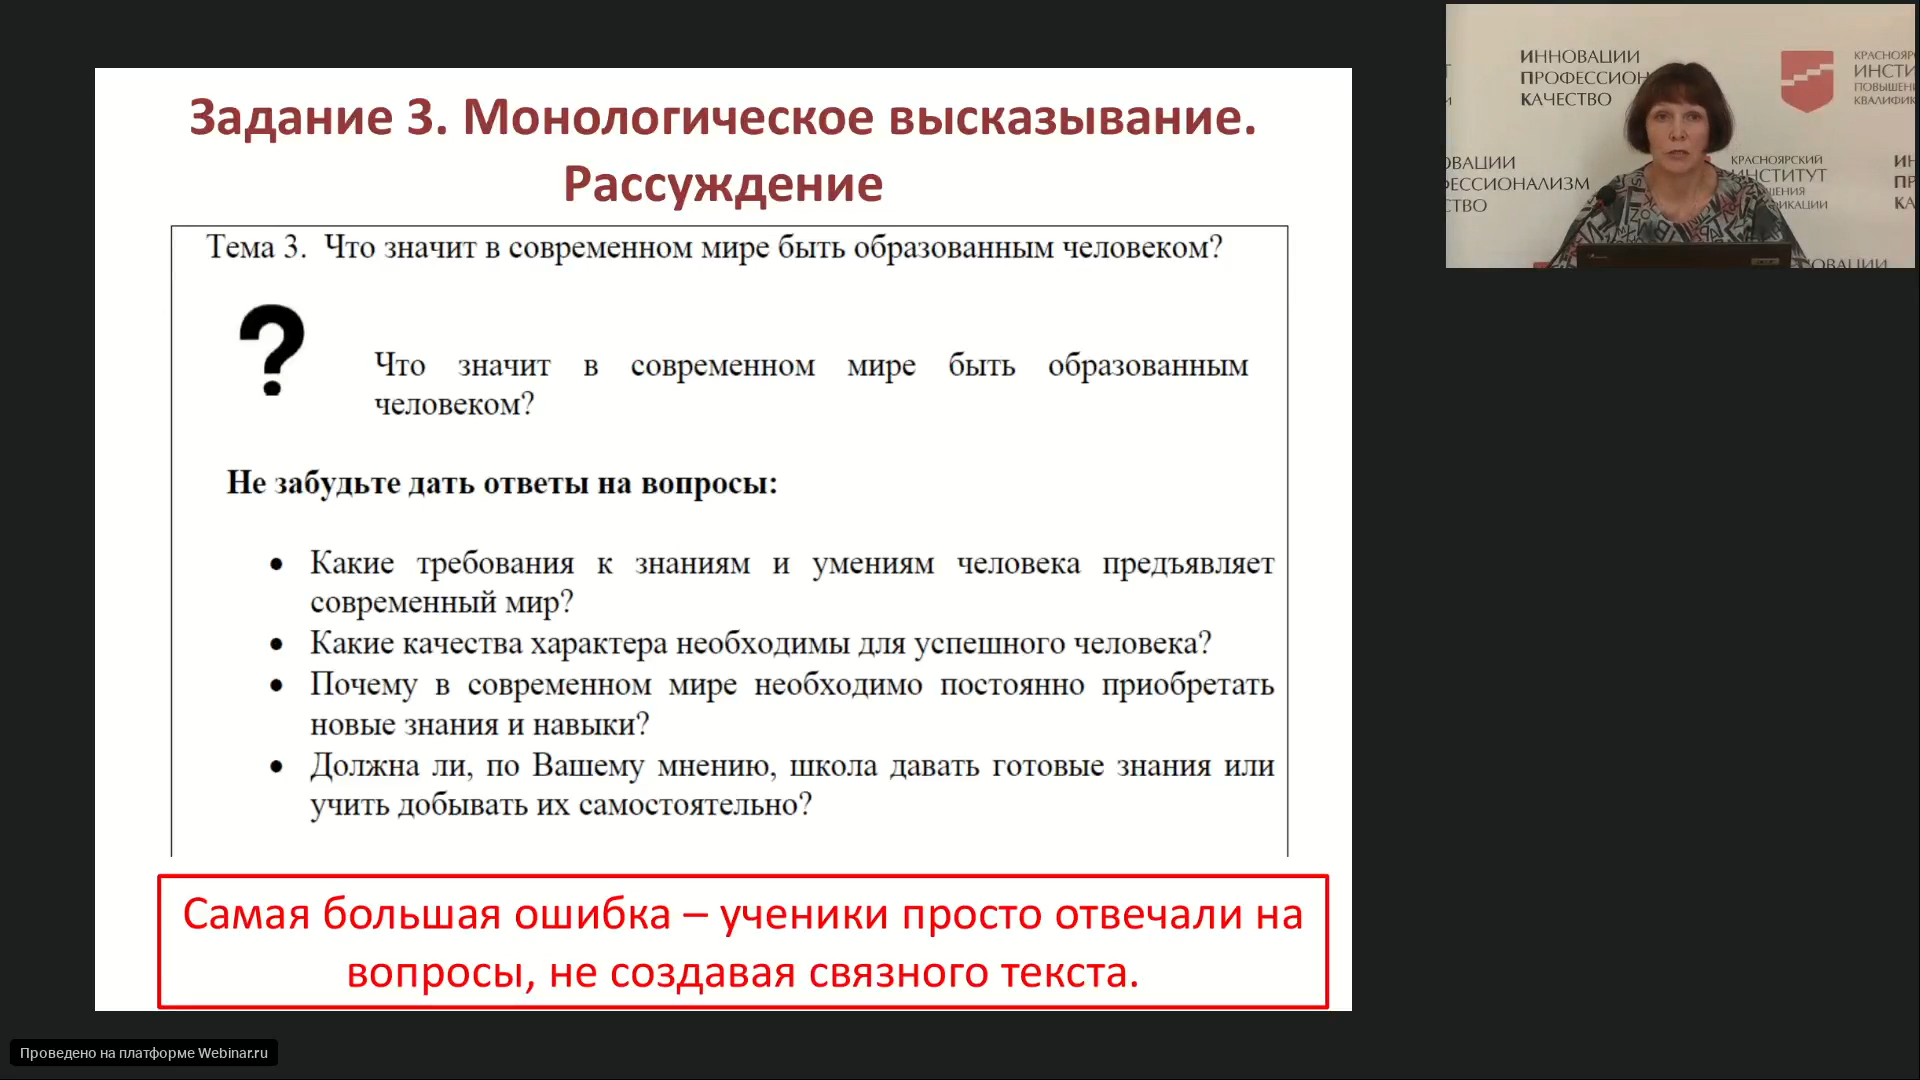 Задание 3. Монологическое высказывание.
Рассуждение
Тема 3. Что значит в современном мире быть образованным человеком?
?
Что значит в современном мире быть образованным
человеком?
Не забудьте дать ответы на вопросы:
• Какие требования к знаниям и умениям человека предъявляет
современный мир?
• Какие качества характера необходимы для успешного человека?
• Почему в современном мире необходимо постоянно приобретать
новые знания и навыки?
• Должна ли, по Вашему мнению, школа давать готовые знания или
учить добывать их самостоятельно?
Самая большая ошибка – ученики просто отвечали на
вопросы, не создавая связного текста.
Проведено на платформе Webinar.ru
ИННОВАЦИИ
ПРОФЕССИОН
КАЧЕСТВО
КРАСНОЯР
ИНСТИ
ПОВЫШЕН
КВАЛИФИК
ОВАЦИИ
ЕССИОНАЛИЗМ
СТВО
КРАСНОЯРСКИЙ
ИНСТИТУТ
ШЕНИЯ
ФИКАЦИИ
ИН
ПР
КА
НОВАЦИИ